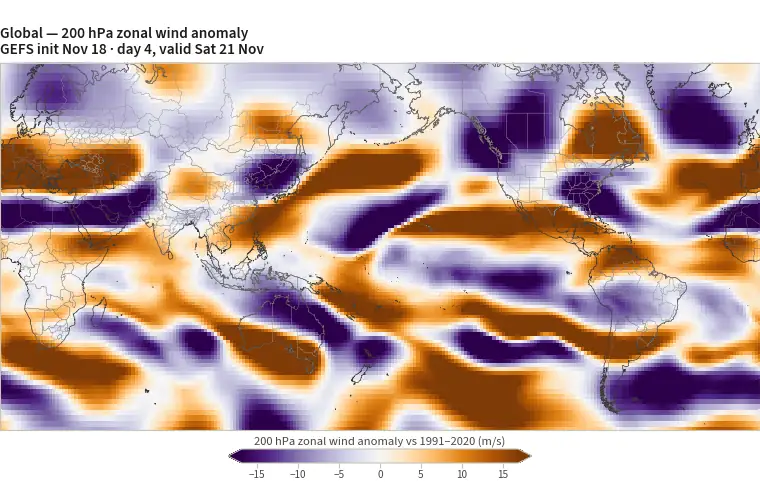 Global — 200 hPa zonal wind anomaly
GEFS init Nov 18 · day 4, valid Sat 21 Nov
200 hPa zonal wind anomaly vs 1991–2020 (m/s)
−15 −10 −5 0 5 10 15